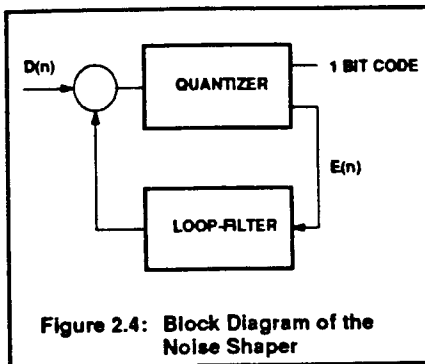 D(n)
QUANTIZER
1 BIT CODE
E(n)
LOOP-FILTER
Figure 2.4: Block Diagram of the
Noise Shaper